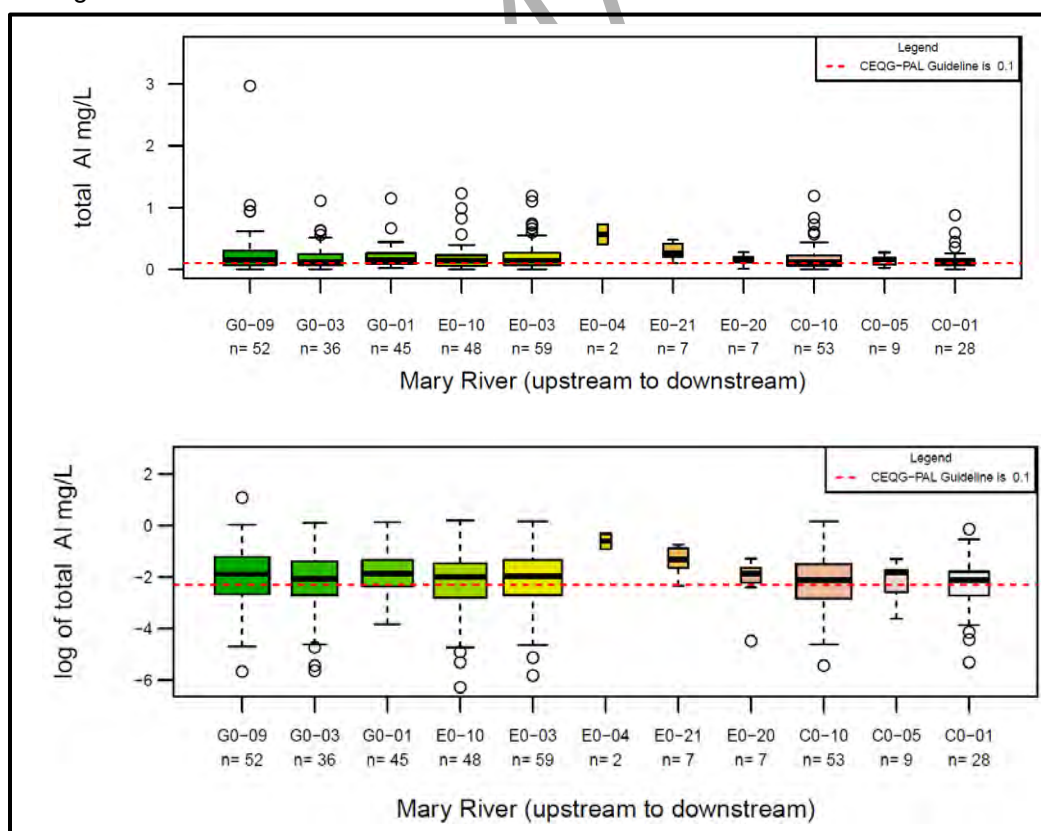 Legend
CEQG-PAL Guideline is 0.1
total Al mg/L
3
2
1
0
G0-09 G0-03 G0-01 E0-10 E0-03 E0-04 E0-21 E0-20 C0-10 C0-05 C0-01
n= 52 n= 36 n= 45 n= 48 n= 59 n= 2 n= 7 n= 7 n= 53 n= 9 n= 28
Mary River (upstream to downstream)
Legend
CEQG-PAL Guideline is 0.1
log of total Al mg/L
2
0
-2
-4
-6
G0-09 G0-03 G0-01 E0-10 E0-03 E0-04 E0-21 E0-20 C0-10 C0-05 C0-01
n= 52 n= 36 n= 45 n= 48 n= 59 n= 2 n= 7 n= 7 n= 53 n= 9 n= 28
Mary River (upstream to downstream)